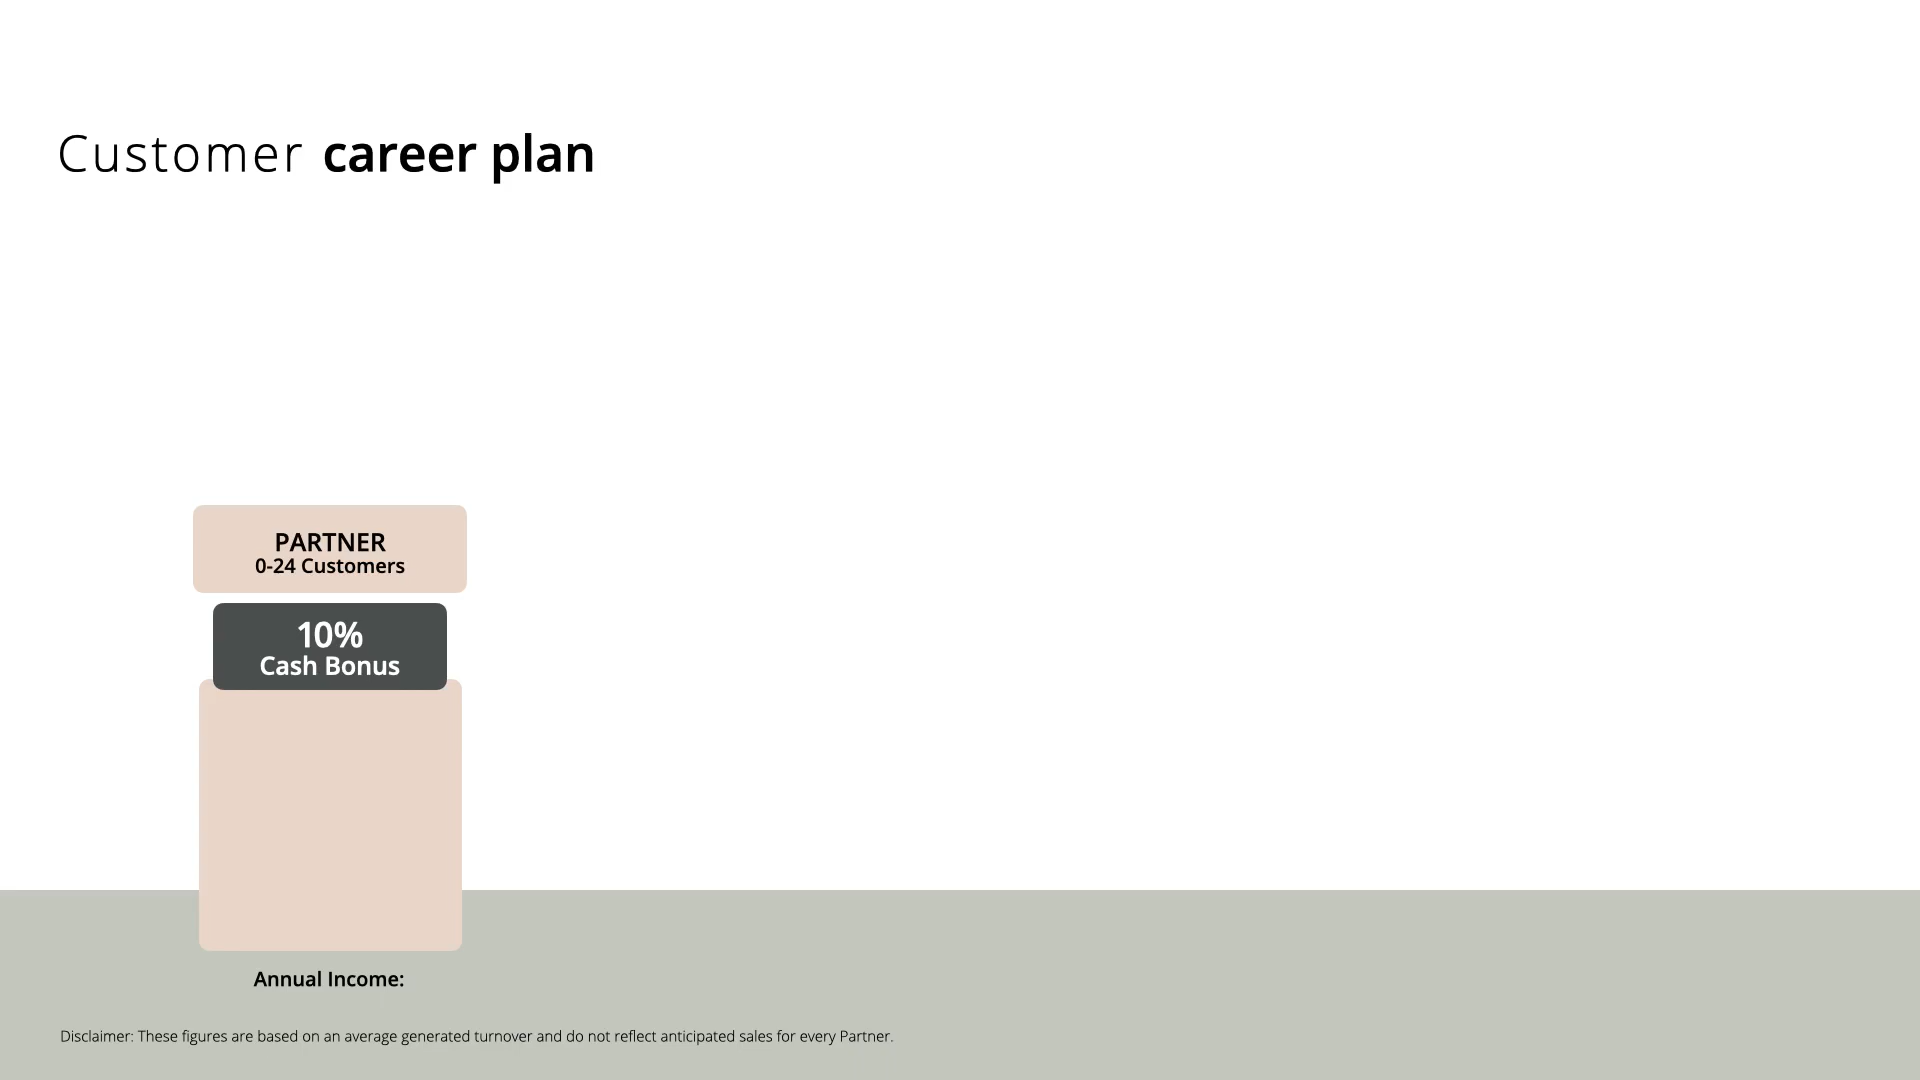 Customer career plan
PARTNER
0-24 Customers
10%
Cash Bonus
Annual Income:
Disclaimer: These figures are based on an average generated turnover and do not reflect anticipated sales for every Partner.